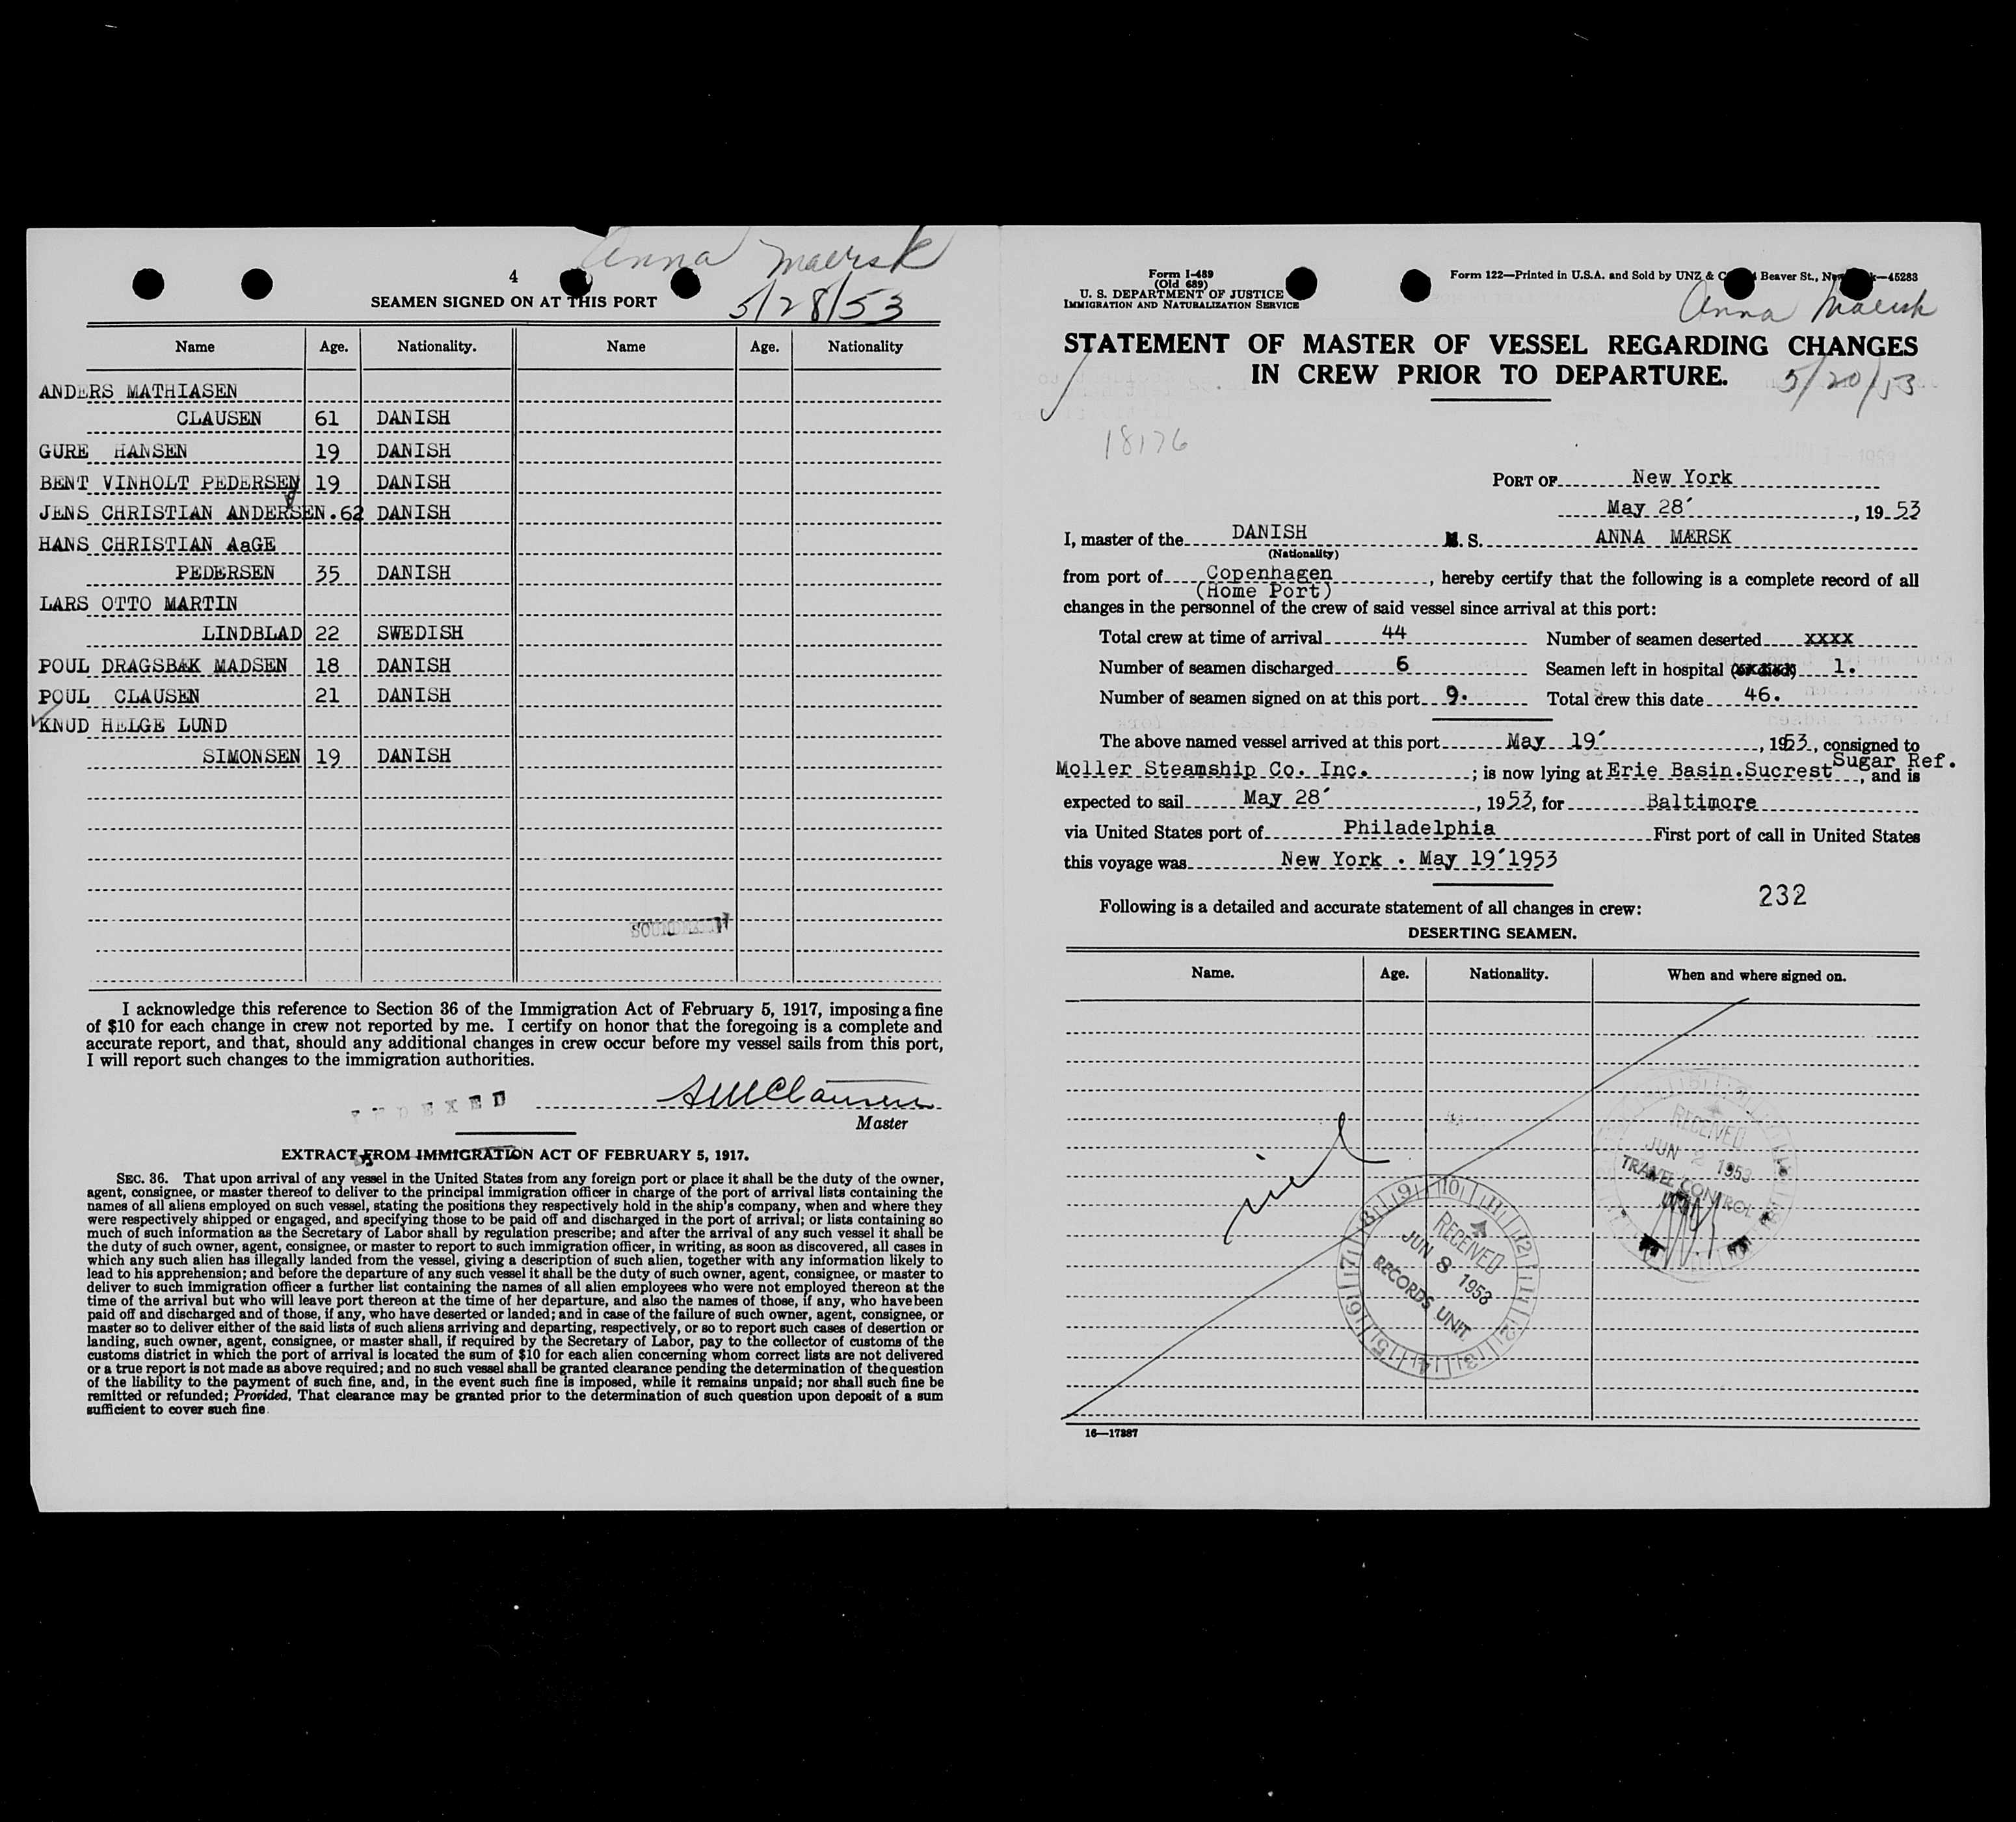 Anna Maersk
4
SEAMEN SIGNED ON AT THIS PORT
5/28/53
Name Age. Nationality. Name Age. Nationality
ANDERS MATHIASEN
CLAUSEN 61 DANISH
GURE HANSEN 19 DANISH
BENT VINHOLT PEDERSEN 19 DANISH
JENS CHRISTIAN ANDERSEN. 62 DANISH
HANS CHRISTIAN AaGE
PEDERSEN 35 DANISH
LARS OTTO MARTIN
LINDBLAD 22 SWEDISH
POUL DRAGSBÆK MADSEN 18 DANISH
POUL CLAUSEN 21 DANISH
KNUD HELGE LUND
SIMONSEN 19 DANISH
I acknowledge this reference to Section 36 of the Immigration Act of February 5, 1917, imposing a fine
of $10 for each change in crew not reported by me. I certify on honor that the foregoing is a complete and
accurate report, and that, should any additional changes in crew occur before my vessel sails from this port,
I will report such changes to the immigration authorities.
INDEXED
AMClausen
Master
EXTRACT FROM IMMIGRATION ACT OF FEBRUARY 5, 1917.
SEC. 36. That upon arrival of any vessel in the United States from any foreign port or place it shall be the duty of the owner,
agent, consignee, or master thereof to deliver to the principal immigration officer in charge of the port of arrival lists containing the
names of all aliens employed on such vessel, stating the positions they respectively hold in the ship's company, when and where they
were respectively shipped or engaged, and specifying those to be paid off and discharged in the port of arrival; or lists containing so
much of such information as the Secretary of Labor shall by regulation prescribe; and after the arrival of any such vessel it shall be
the duty of such owner, agent, consignee, or master to report to such immigration officer, in writing, as soon as discovered, all cases in
which any such alien has illegally landed from the vessel, giving a description of such alien, together with any information likely to
lead to his apprehension; and before the departure of any such vessel it shall be the duty of such owner, agent, consignee, or master to
deliver to such immigration officer a further list containing the names of all alien employees who were not employed thereon at the
time of the arrival but who will leave port thereon at the time of her departure, and also the names of those, if any, who have been
paid off and discharged and of those, if any, who have deserted or landed; and in case of the failure of such owner, agent, consignee, or
master so to deliver either of the said lists of such aliens arriving and departing, respectively, or so to report such cases of desertion or
landing, such owner, agent, consignee, or master shall, if required by the Secretary of Labor, pay to the collector of customs of the
customs district in which the port of arrival is located the sum of $10 for each alien concerning whom correct lists are not delivered
or a true report is not made as above required; and no such vessel shall be granted clearance pending the determination of the question
of the liability to the payment of such fine, and, in the event such fine is imposed, while it remains unpaid; nor shall such fine be
remitted or refunded; Provided, That clearance may be granted prior to the determination of such question upon deposit of a sum
sufficient to cover such fine.
Form I-489
(Old 689)
U. S. DEPARTMENT OF JUSTICE
IMMIGRATION AND NATURALIZATION SERVICE
Form 122—Printed in U.S.A. and Sold by UNZ & C Beaver St., New —45283
Anna Maersk
STATEMENT OF MASTER OF VESSEL REGARDING CHANGES
IN CREW PRIOR TO DEPARTURE.
5/20/53
18176
PORT OF New York
May 28', 19 53
I, master of the DANISH M. S. ANNA MÆRSK
(Nationality)
from port of Copenhagen, hereby certify that the following is a complete record of all
(Home Port)
changes in the personnel of the crew of said vessel since arrival at this port:
Total crew at time of arrival 44 Number of seamen deserted xxxx
Number of seamen discharged 6 Seamen left in hospital (or died) 1.
Number of seamen signed on at this port 9. Total crew this date 46.
The above named vessel arrived at this port May 19', 1953, consigned to
Moller Steamship Co. Inc. ; is now lying at Erie Basin.Sucrest Sugar Ref., and is
expected to sail May 28', 1953, for Baltimore
via United States port of Philadelphia First port of call in United States
this voyage was New York . May 19'1953
232
Following is a detailed and accurate statement of all changes in crew:
DESERTING SEAMEN.
Name. Age. Nationality. When and where signed on.
RECEIVED
JUN 2 1953
TRAVEL CONTROL
RECEIVED
JUN 8 1953
RECORDS UNIT.
16—17387